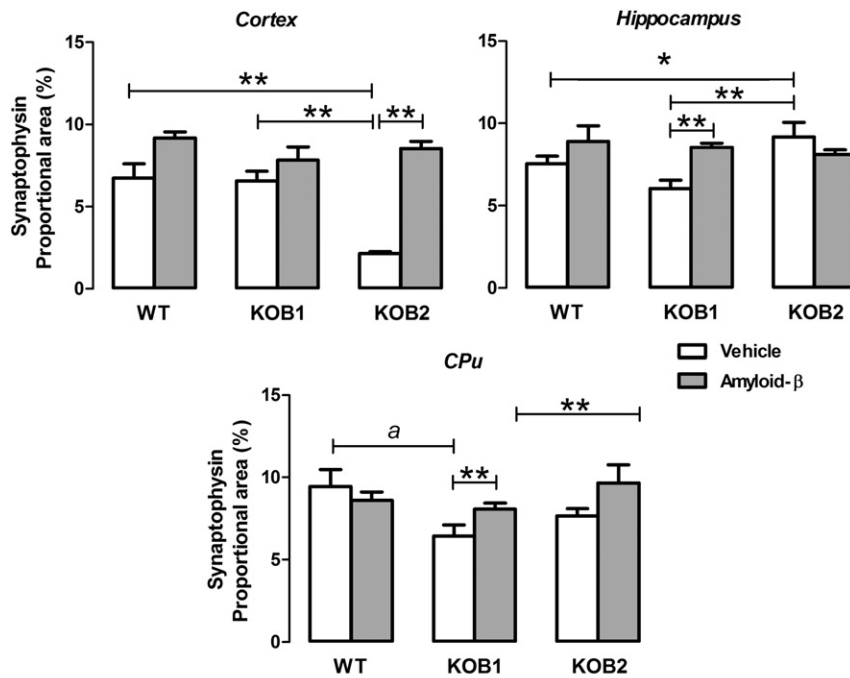 Cortex
Synaptophysin
Proportional area (%)
15
10
5
0
**
**
**
WT
KOB1
KOB2
Hippocampus
15
10
5
0
*
**
**
WT
KOB1
KOB2
Vehicle
Amyloid-β
CPu
Synaptophysin
Proportional area (%)
15
10
5
0
a
**
**
WT
KOB1
KOB2